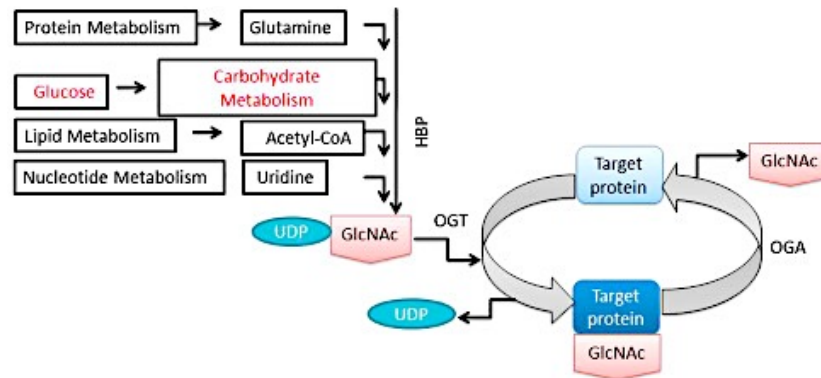 Protein Metabolism
Glutamine
Glucose
Carbohydrate
Metabolism
Lipid Metabolism
Acetyl-CoA
Nucleotide Metabolism
Uridine
HBP
UDP
GlcNAc
OGT
UDP
Target
protein
GlcNAc
OGA
Target
protein
GlcNAc